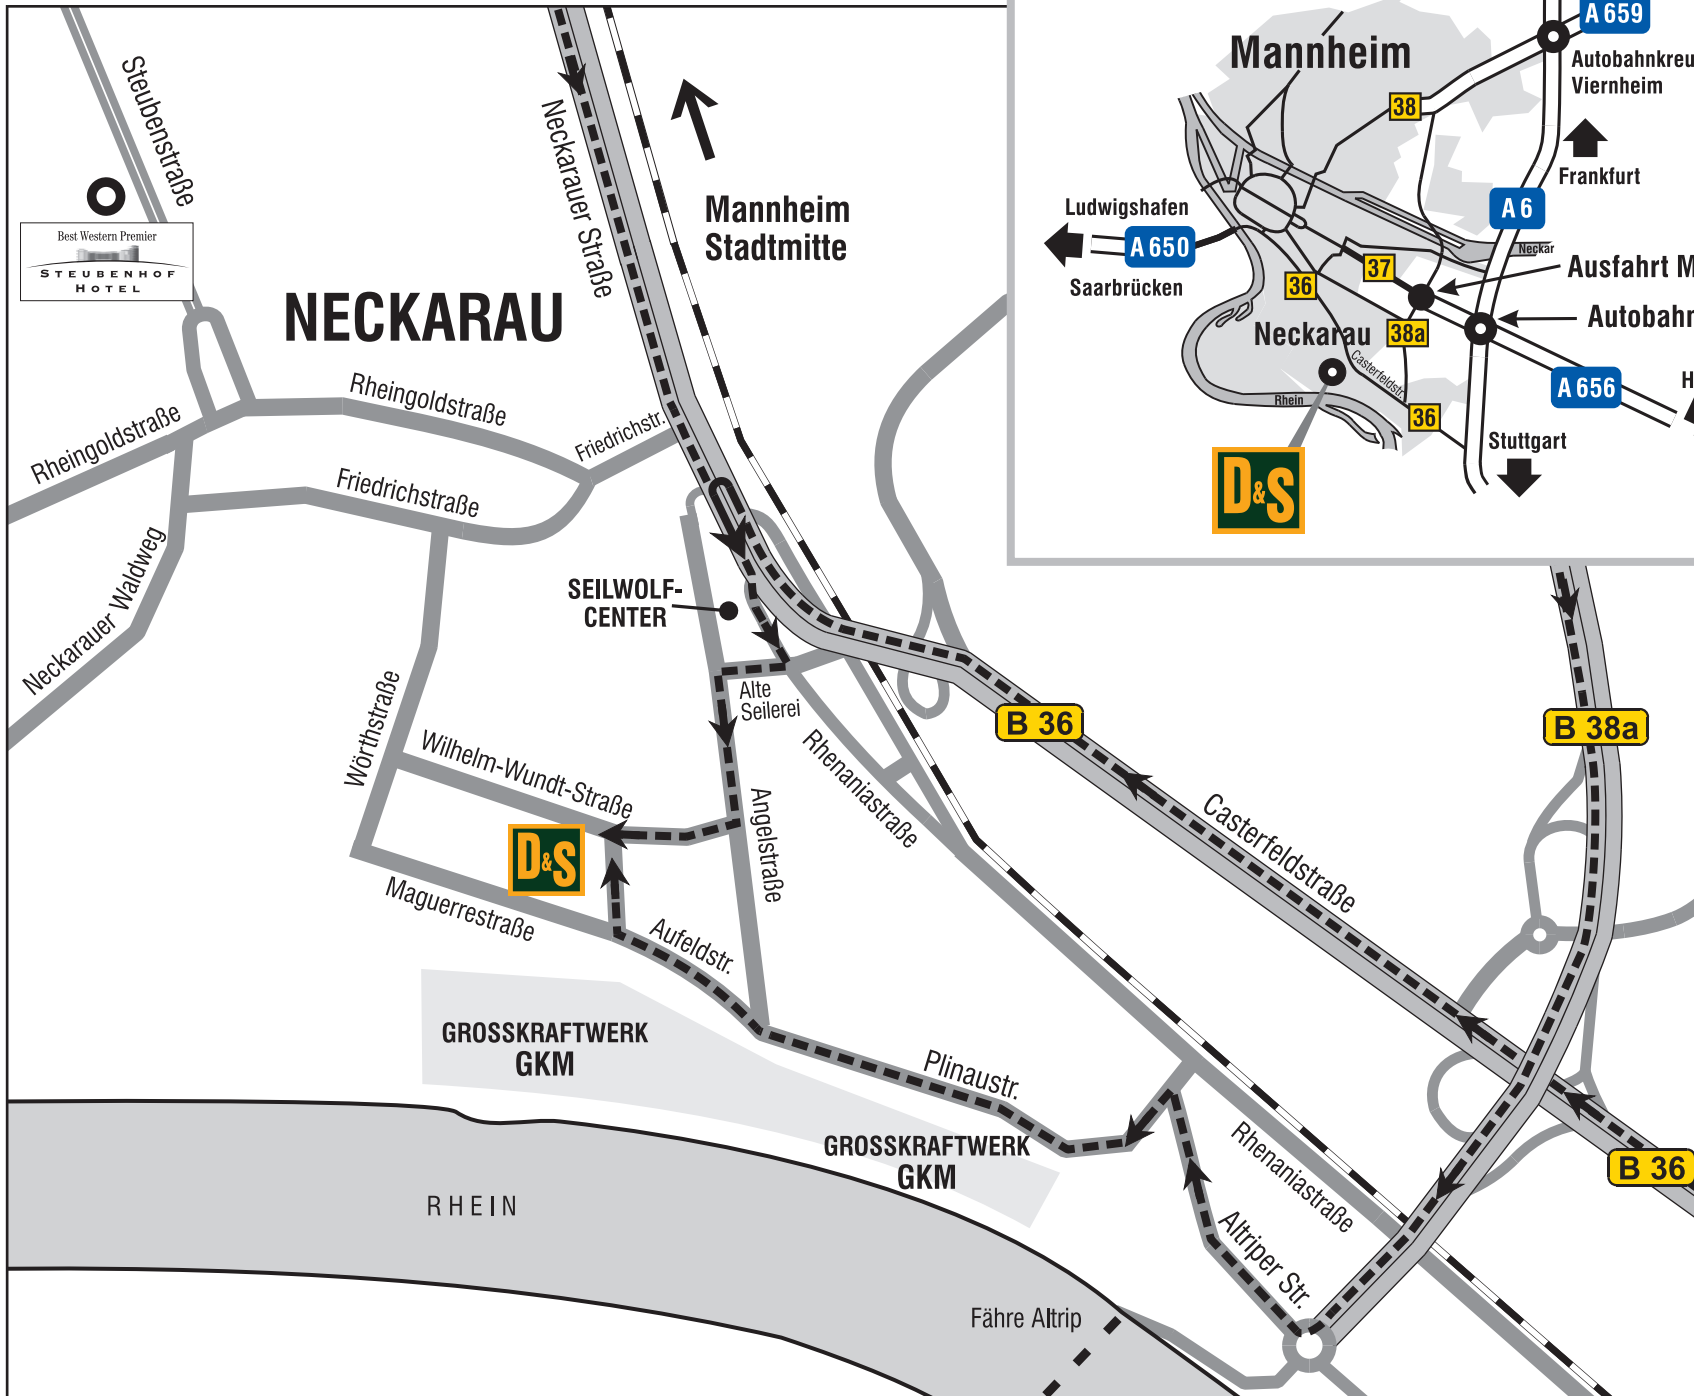 Steubenstraße
Best Western Premier
STEUBENHOF
HOTEL
NECKARAU
Neckarauer Straße
Mannheim
Stadtmitte
Rheingoldstraße
Rheingoldstraße
Friedrichstr.
Friedrichstraße
Neckarauer Waldweg
SEILWOLF-
CENTER
Alte
Seilerei
Wörthstraße
Wilhelm-Wundt-Straße
D&S
Maguerrestraße
Aufeldstr.
Angelstraße
Rhenaniastraße
B 36
Casterfeldstraße
B 38a
GROSSKRAFTWERK
GKM
Plinaustr.
GROSSKRAFTWERK
GKM
Rhenaniastraße
B 36
Altriper Str.
RHEIN
Fähre Altrip
Mannheim
A 659
Autobahnkreu
Viernheim
38
Frankfurt
A 6
Ludwigshafen
A 650
Saarbrücken
Neckar
37
36
Ausfahrt M
Autobahn
Neckarau
38a
Casterfeldstr.
A 656
H
Rhein
36
Stuttgart
D&S